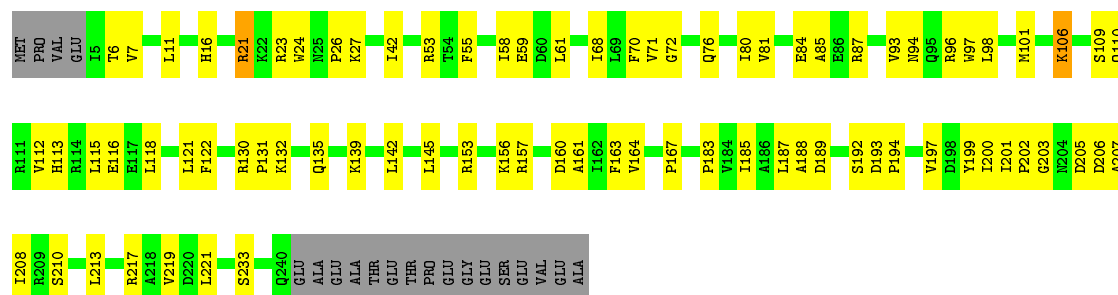 MET PRO VAL GLU I5 T6 V7 L11 H16 R21 K22 R23 W24 N25 P26 K27 I42 R53 T54 F55 I58 E59 D60 L61 I68 L69 F70 V71 G72 Q76 I80 V81 E84 A85 E86 R87 V93 N94 Q95 R96 W97 L98 M101 K106 S109 Q110
R111 V112 H113 R114 L115 E116 E117 L118 L121 F122 R130 P131 K132 Q135 K139 L142 L145 R153 K156 R157 D160 A161 I162 F163 V164 P167 P183 V184 I185 A186 L187 A188 D189 S192 D193 P194 V197 D198 Y199 I200 I201 P202 G203 N204 D205 D206 A207
I208 R209 S210 L213 R217 A218 V219 D220 L221 S233 Q240 GLU ALA GLU ALA THR GLU THR PRO GLU GLY GLU SER GLU VAL GLU ALA